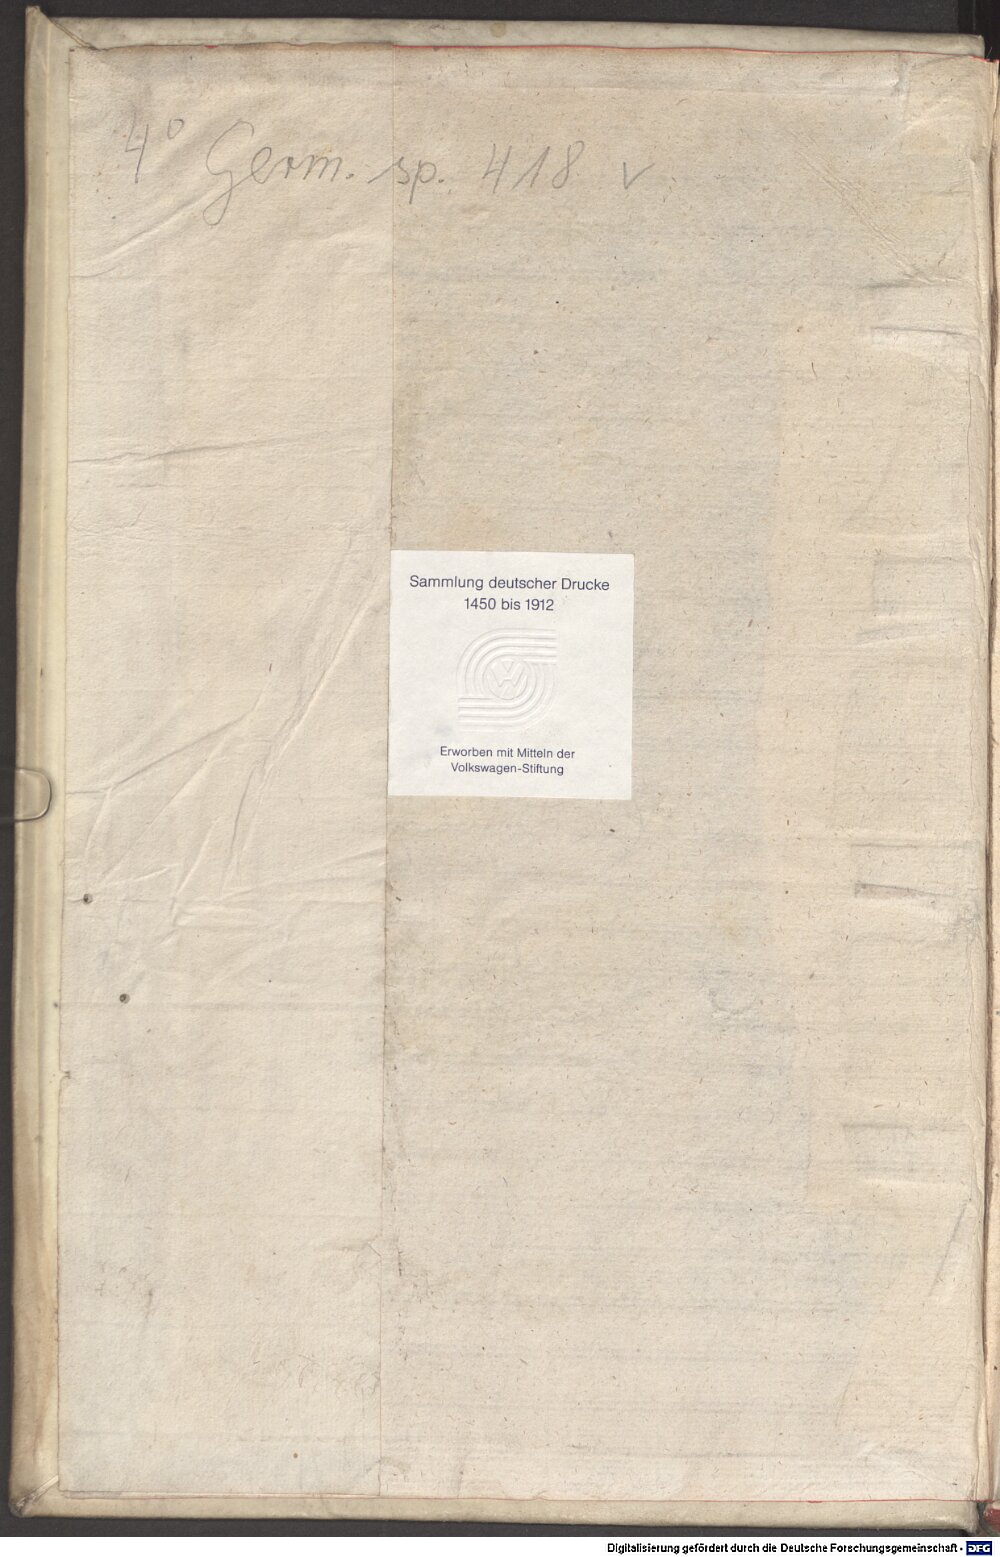 4° Germ. sp. 418 v
Sammlung deutscher Drucke
1450 bis 1912
Erworben mit Mitteln der
Volkswagen-Stiftung
Digitalisierung gefördert durch die Deutsche Forschungsgemeinschaft - DFG